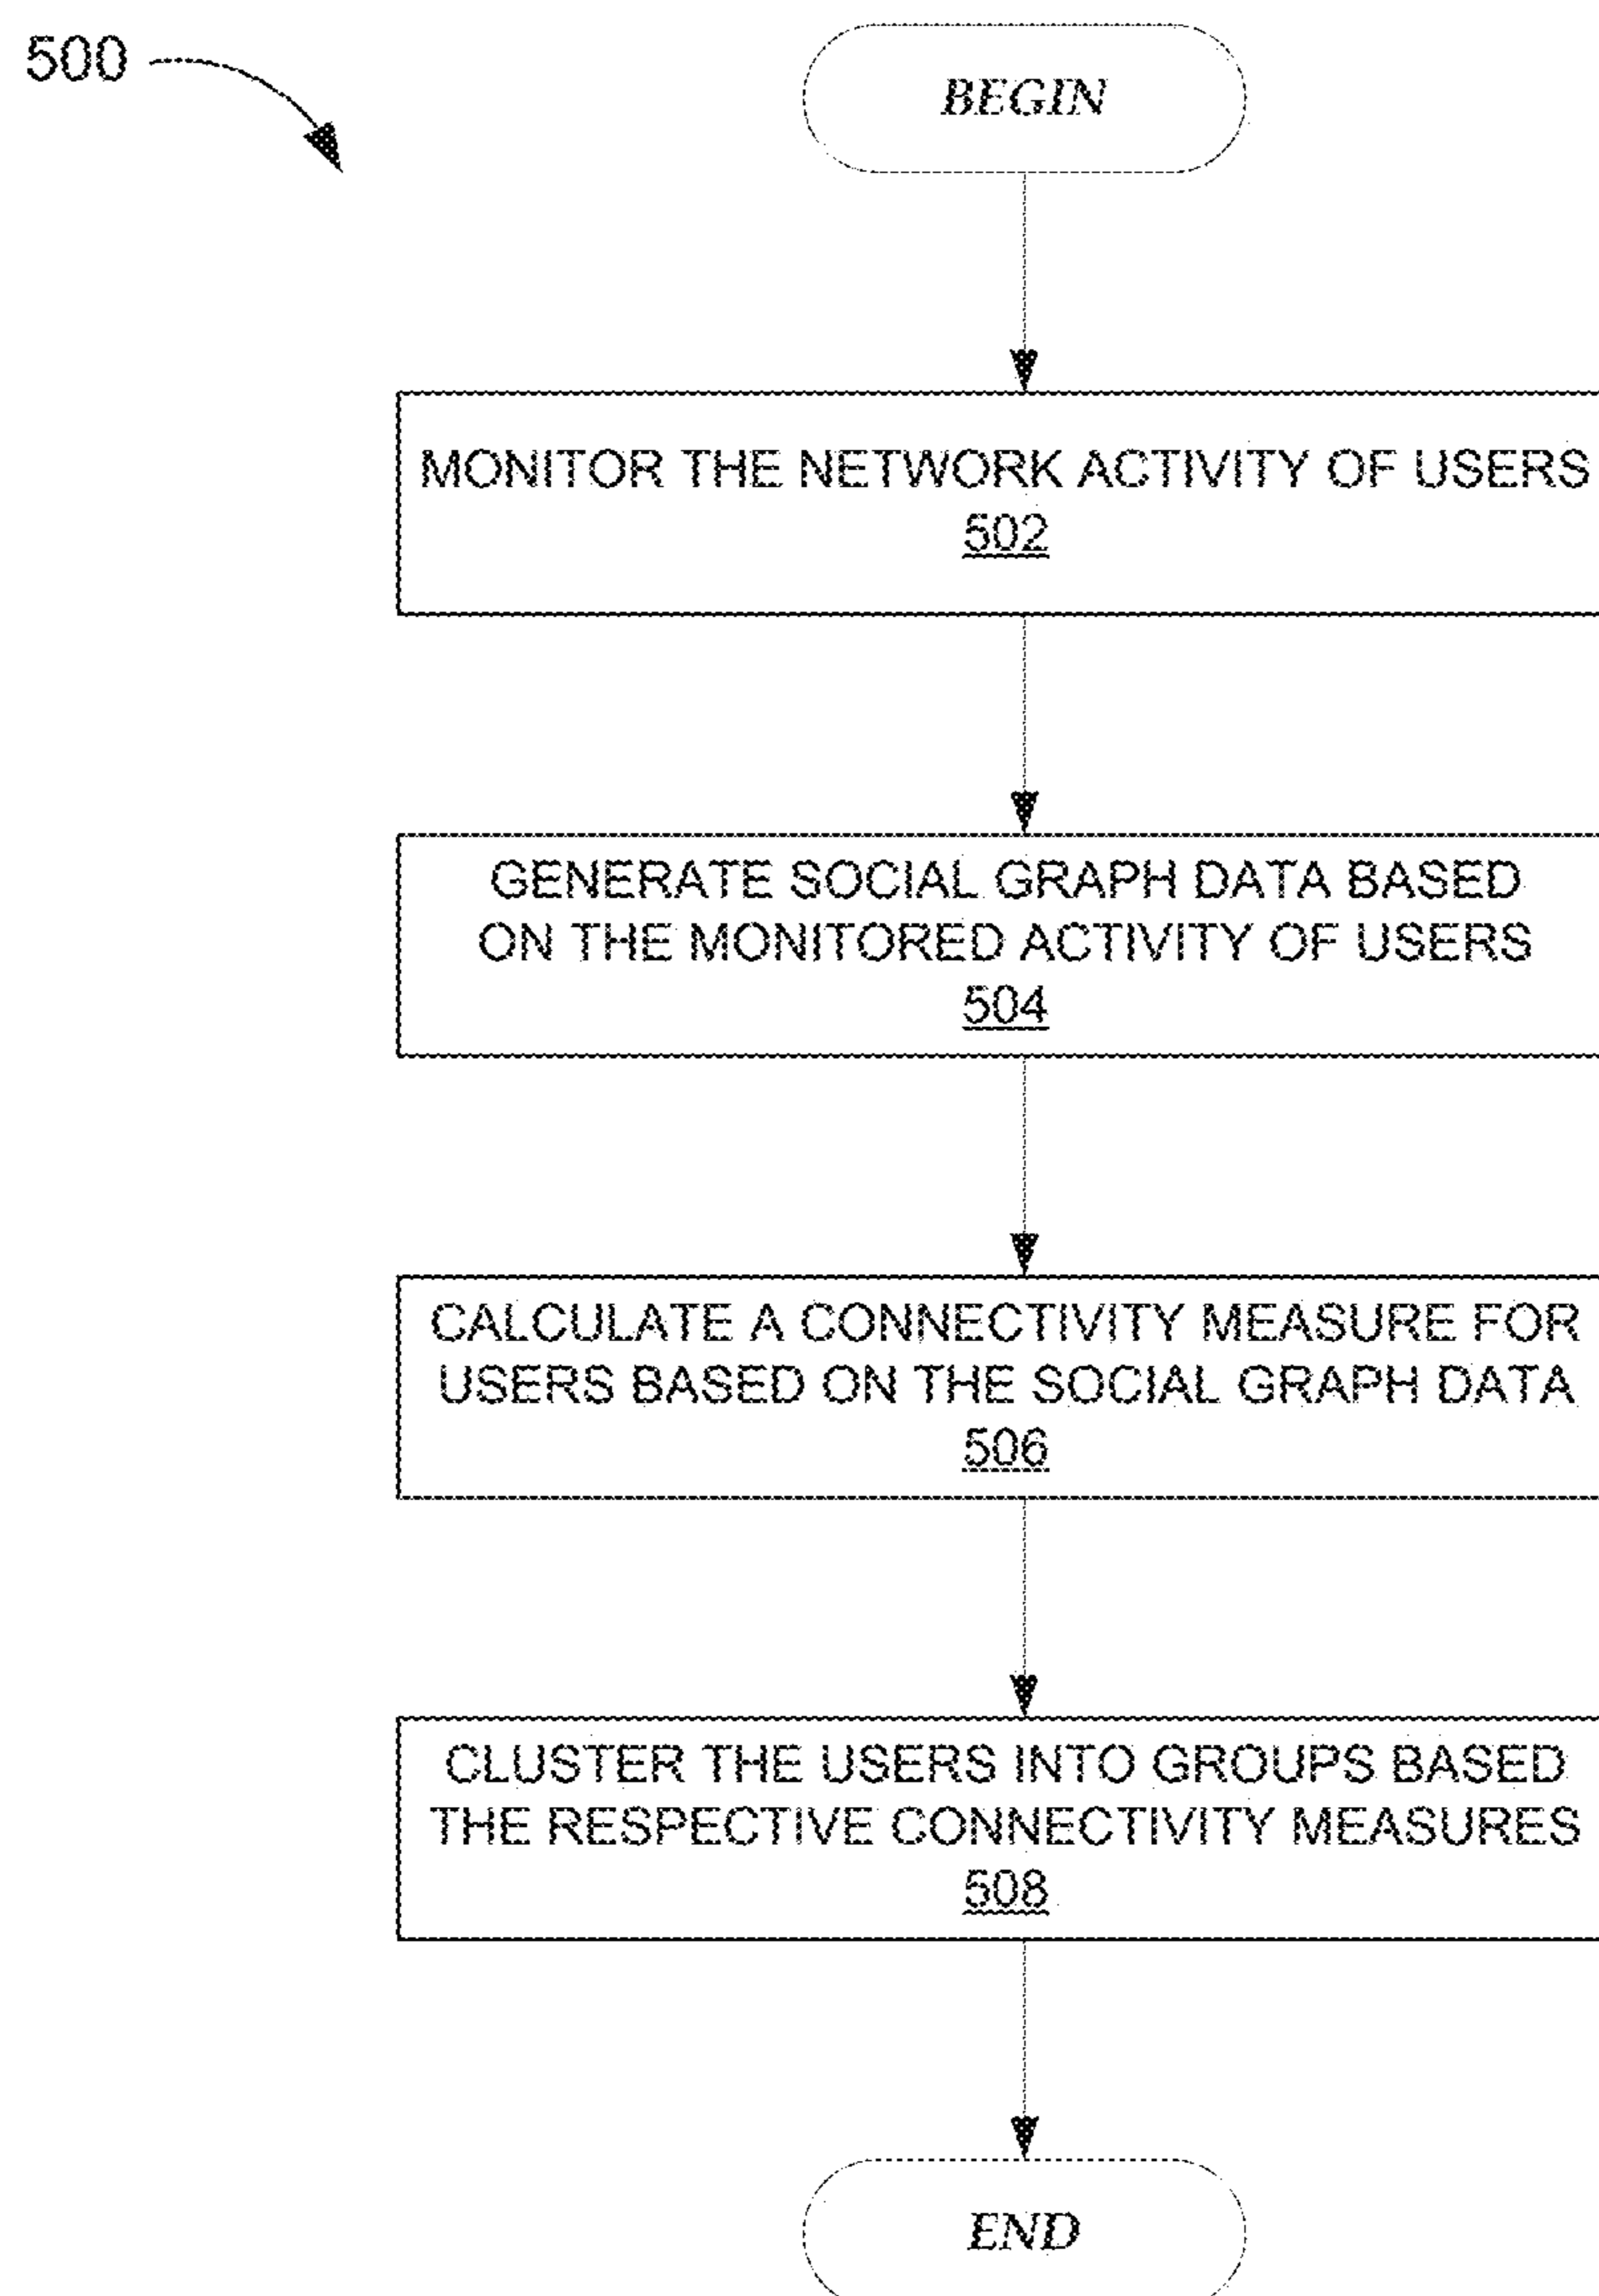 500
BEGIN
MONITOR THE NETWORK ACTIVITY OF USERS
502
GENERATE SOCIAL GRAPH DATA BASED
ON THE MONITORED ACTIVITY OF USERS
504
CALCULATE A CONNECTIVITY MEASURE FOR
USERS BASED ON THE SOCIAL GRAPH DATA
506
CLUSTER THE USERS INTO GROUPS BASED
THE RESPECTIVE CONNECTIVITY MEASURES
508
END